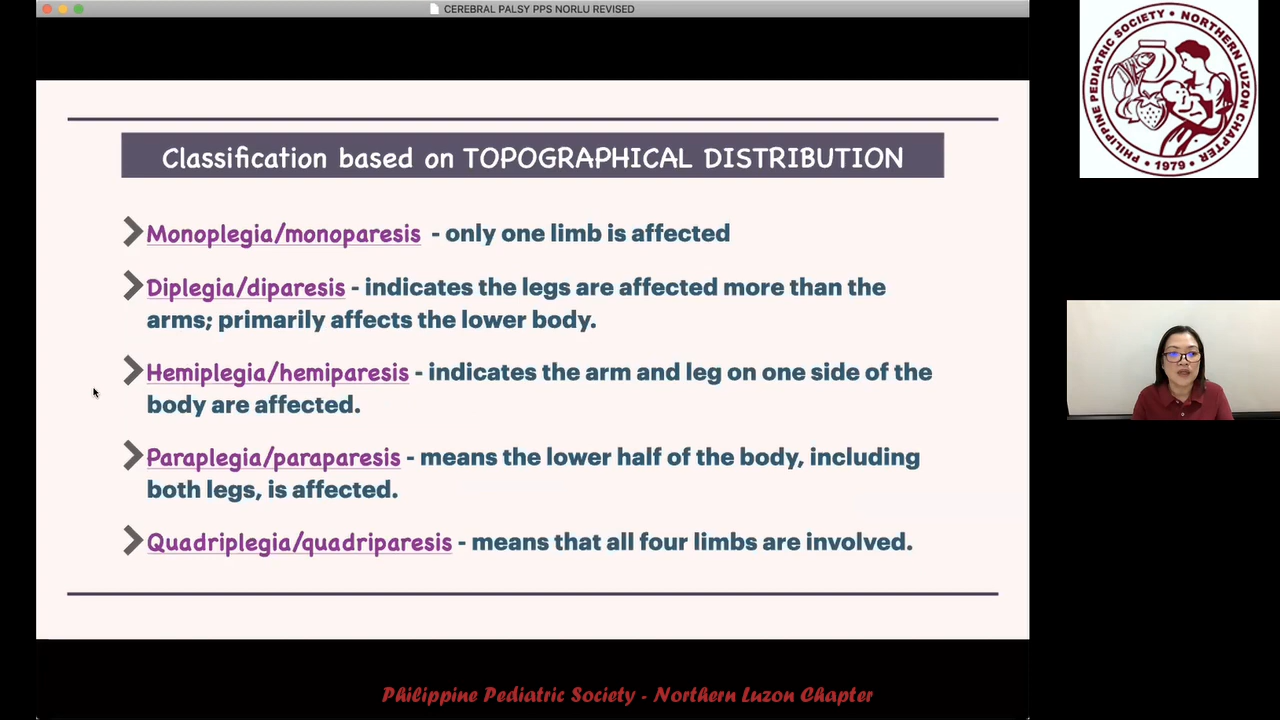 CEREBRAL PALSY PPS NORLU REVISED
Classification based on TOPOGRAPHICAL DISTRIBUTION
Monoplegia/monoparesis - only one limb is affected
Diplegia/diparesis - indicates the legs are affected more than the
arms; primarily affects the lower body.
Hemiplegia/hemiparesis - indicates the arm and leg on one side of the
body are affected.
Paraplegia/paraparesis - means the lower half of the body, including
both legs, is affected.
Quadriplegia/quadriparesis - means that all four limbs are involved.
Philippine Pediatric Society - Northern Luzon Chapter
PHILIPPINE PEDIATRIC SOCIETY • NORTHERN LUZON CHAPTER
• 1979 •